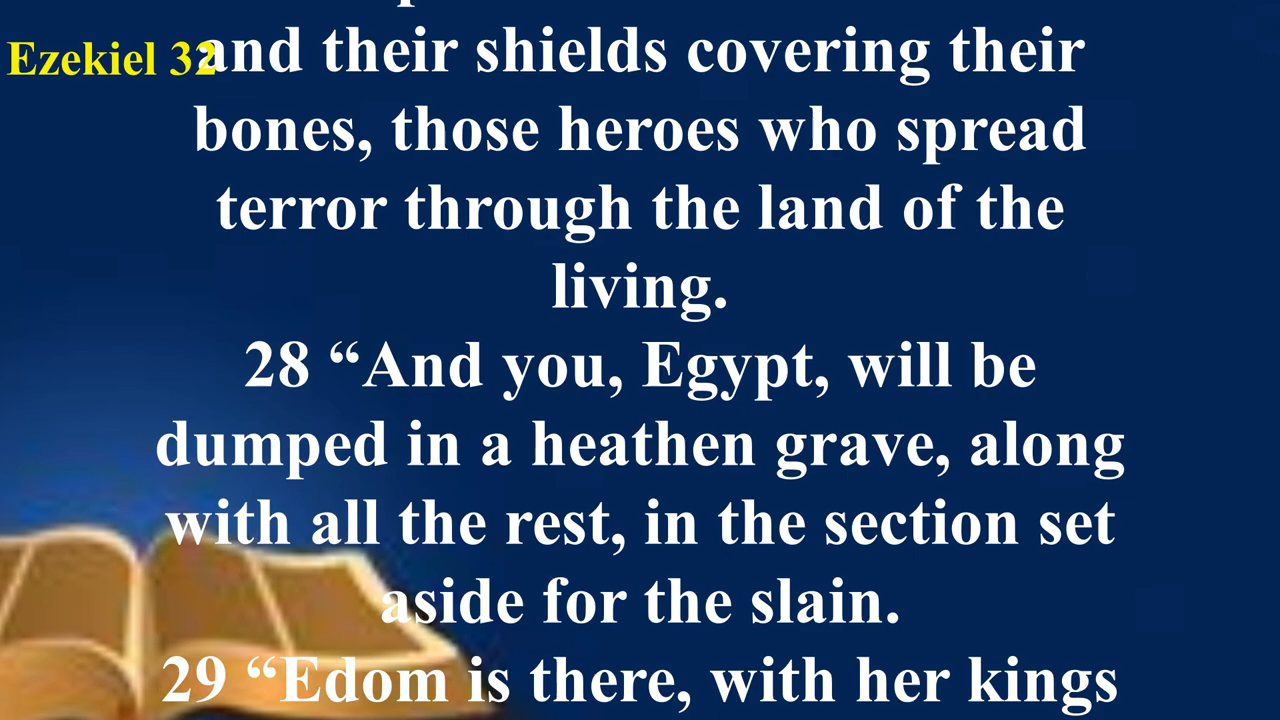 Ezekiel 32
and their shields covering their
bones, those heroes who spread
terror through the land of the
living.
28 “And you, Egypt, will be
dumped in a heathen grave, along
with all the rest, in the section set
aside for the slain.
29 “Edom is there, with her kings